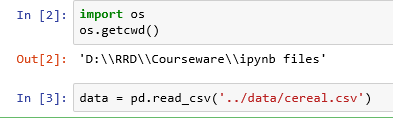 In [2]: import os
os.getcwd()
Out[2]: 'D:\\RRD\\Courseware\\ipynb files'
In [3]: data = pd.read_csv('../data/cereal.csv')